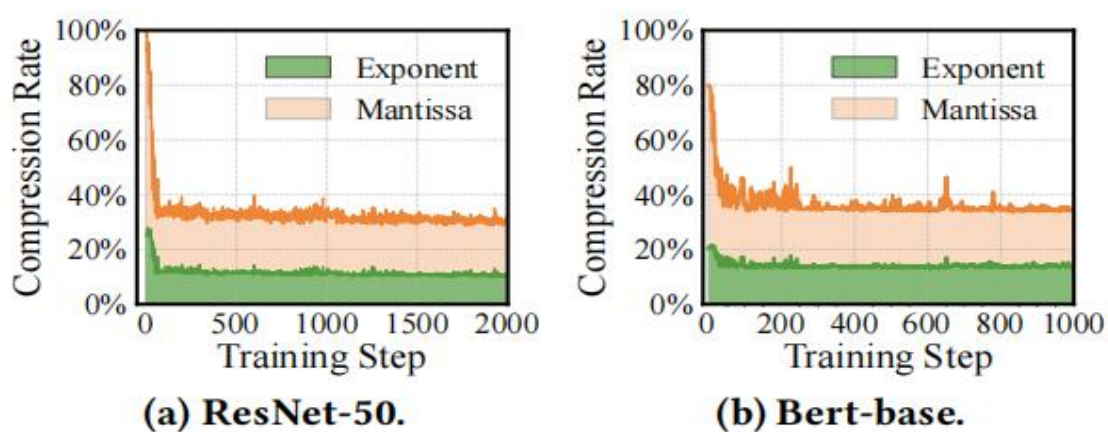 100%
80%
60%
40%
20%
0%
Compression Rate
Exponent
Mantissa
0 500 1000 1500 2000
Training Step
(a) ResNet-50.
100%
80%
60%
40%
20%
0%
Compression Rate
Exponent
Mantissa
0 200 400 600 800 1000
Training Step
(b) Bert-base.